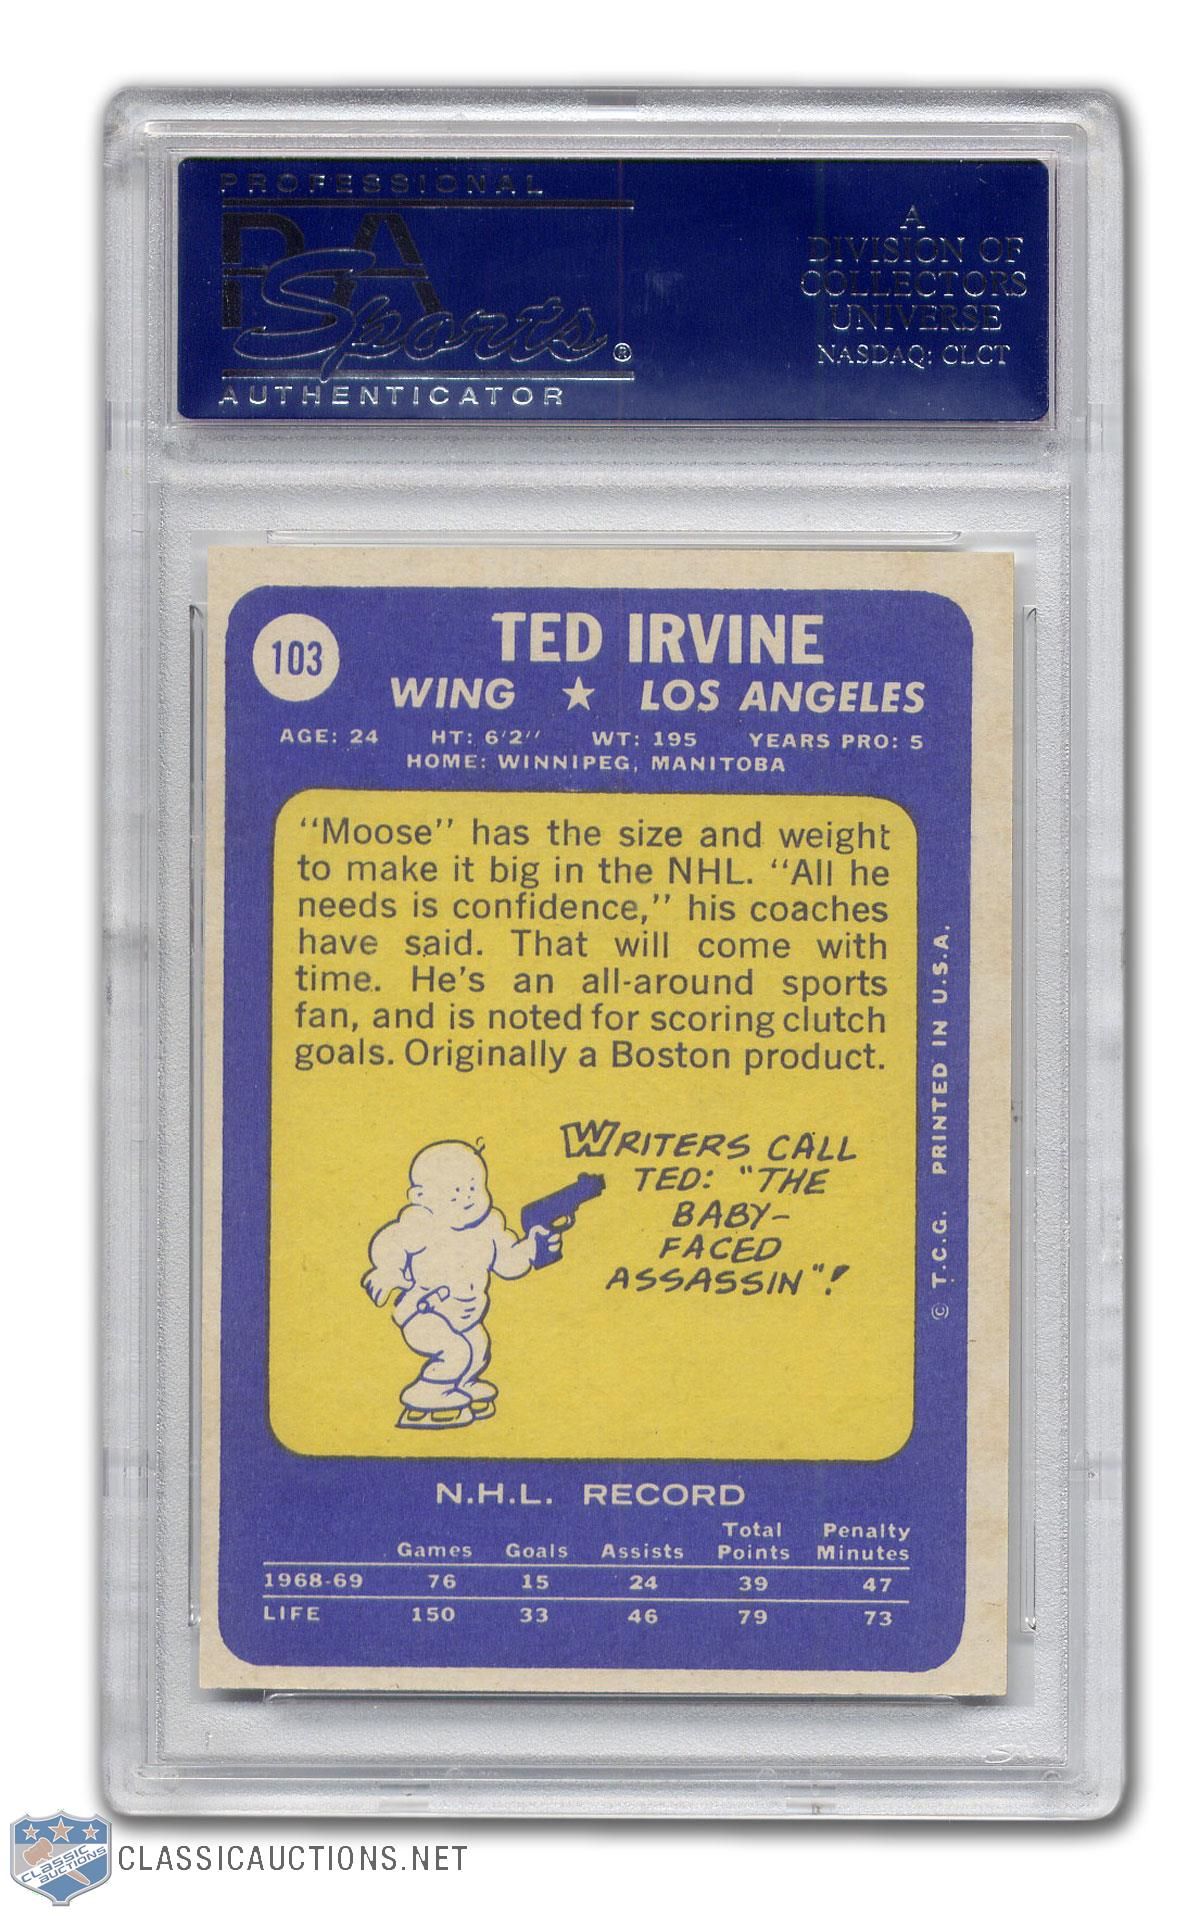 PROFESSIONAL
PSA
Sports®
AUTHENTICATOR
A
DIVISION OF
COLLECTORS
UNIVERSE
NASDAQ: CLCT
103
TED IRVINE
WING ★ LOS ANGELES
AGE: 24 HT: 6'2'' WT: 195 YEARS PRO: 5
HOME: WINNIPEG, MANITOBA
“Moose” has the size and weight
to make it big in the NHL. “All he
needs is confidence,” his coaches
have said. That will come with
time. He's an all-around sports
fan, and is noted for scoring clutch
goals. Originally a Boston product.
WRITERS CALL
TED: "THE
BABY-
FACED
ASSASSIN"!
© T.C.G. PRINTED IN U.S.A.
N.H.L. RECORD
Games Goals Assists Total Points Penalty Minutes
1968-69 76 15 24 39 47
LIFE 150 33 46 79 73
CLASSIC
AUCTIONS
CLASSICAUCTIONS.NET